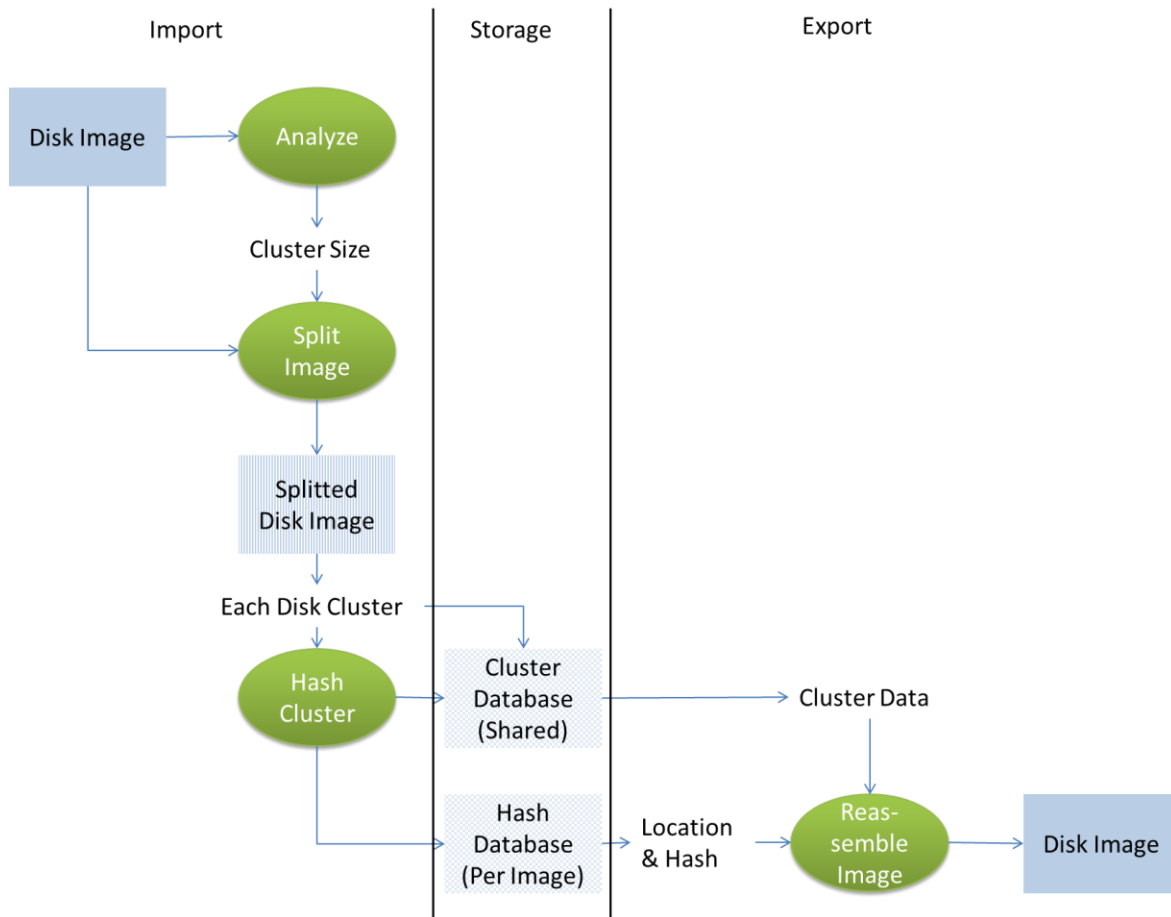 Import
Storage
Export
Disk Image
Analyze
Cluster Size
Split
Image
Splitted
Disk Image
Each Disk Cluster
Hash
Cluster
Cluster
Database
(Shared)
Cluster Data
Hash
Database
(Per Image)
Location
& Hash
Reas-
semble
Image
Disk Image